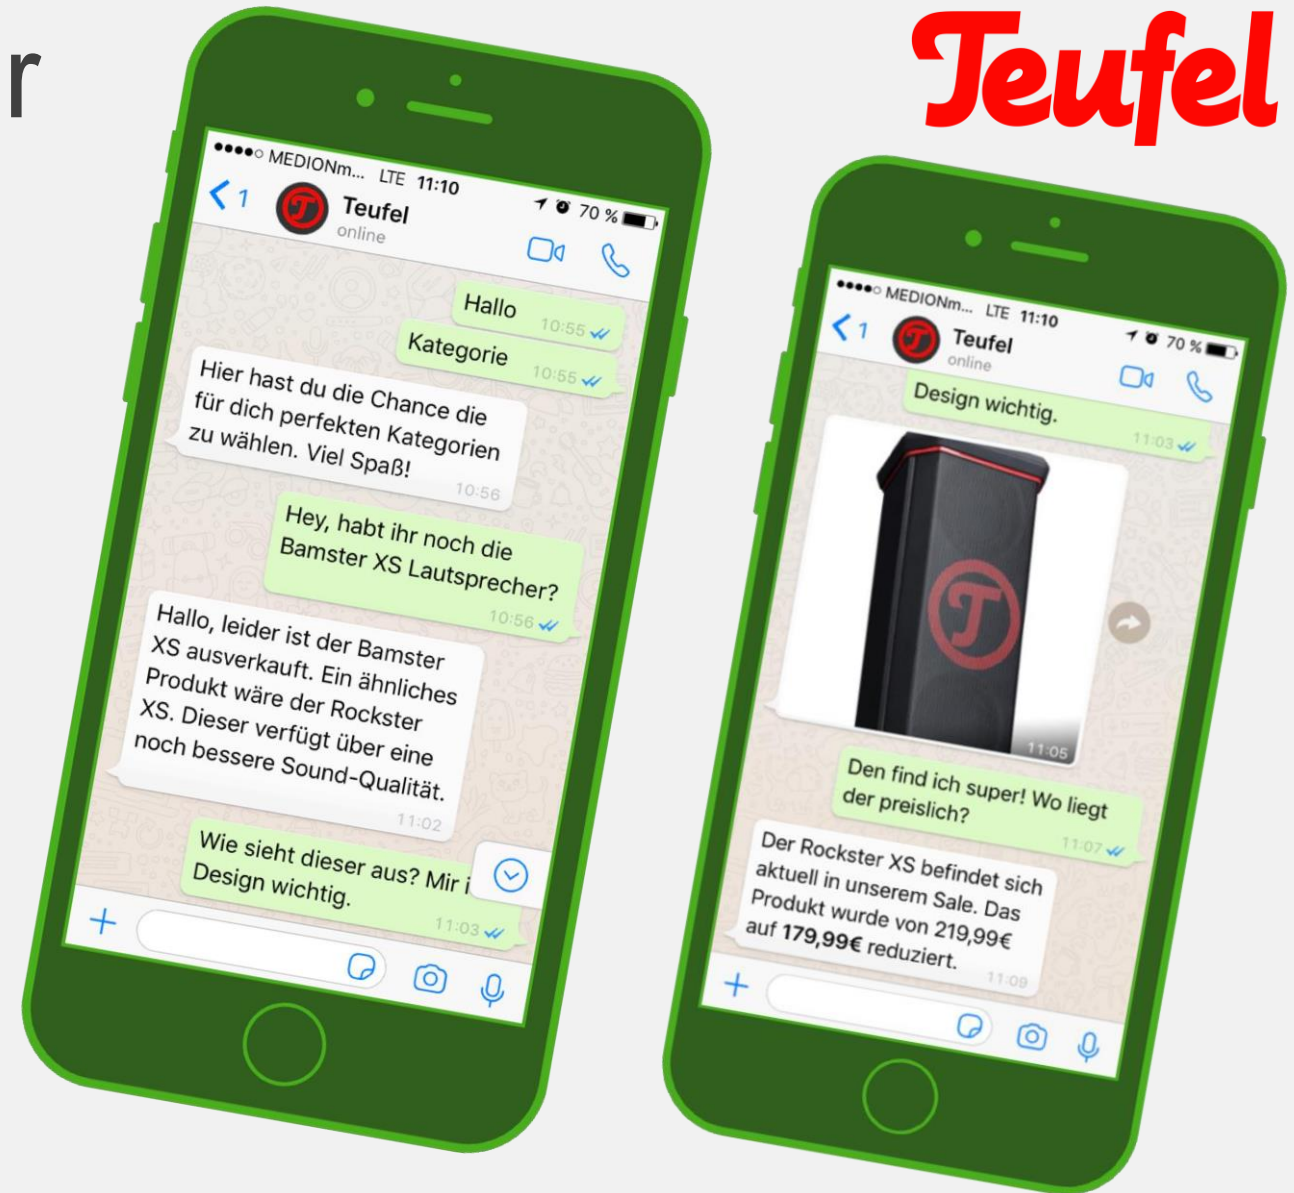 r
Teufel
MEDIONm... LTE 11:10
70 %
1
Teufel
online
Hallo
10:55
Kategorie
10:55
Hier hast du die Chance die
für dich perfekten Kategorien
zu wählen. Viel Spaß!
10:56
Hey, habt ihr noch die
Bamster XS Lautsprecher?
10:56
Hallo, leider ist der Bamster
XS ausverkauft. Ein ähnliches
Produkt wäre der Rockster
XS. Dieser verfügt über eine
noch bessere Sound-Qualität.
11:02
Wie sieht dieser aus? Mir i
Design wichtig.
11:03
MEDIONm... LTE 11:10
70 %
1
Teufel
online
Design wichtig.
11:03
11:05
Den find ich super! Wo liegt
der preislich?
11:07
Der Rockster XS befindet sich
aktuell in unserem Sale. Das
Produkt wurde von 219,99€
auf 179,99€ reduziert.
11:09